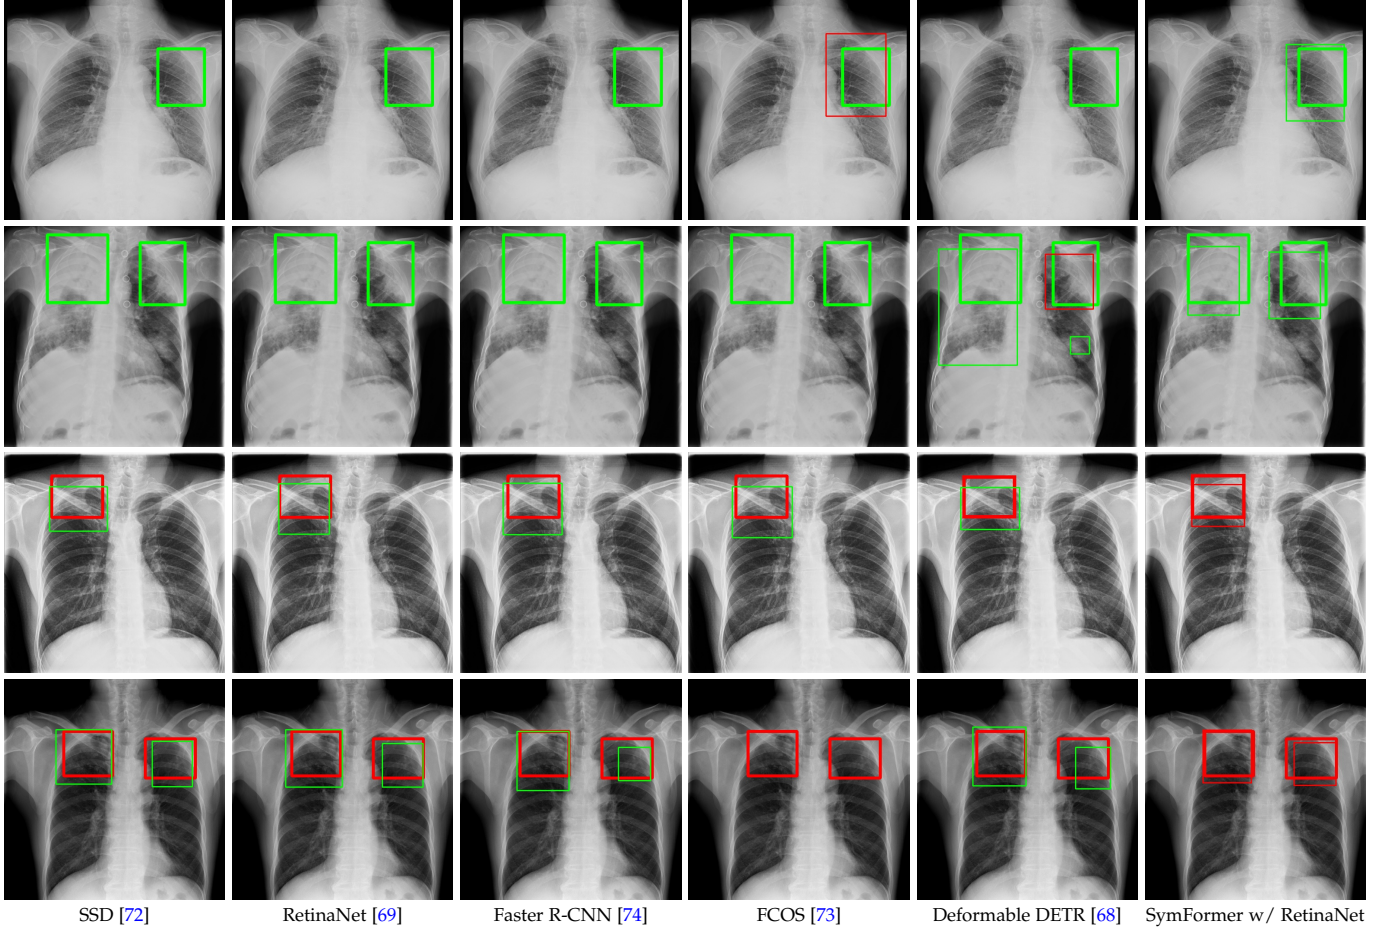 SSD [72] RetinaNet [69] Faster R-CNN [74] FCOS [73] Deformable DETR [68] SymFormer w/ RetinaNet